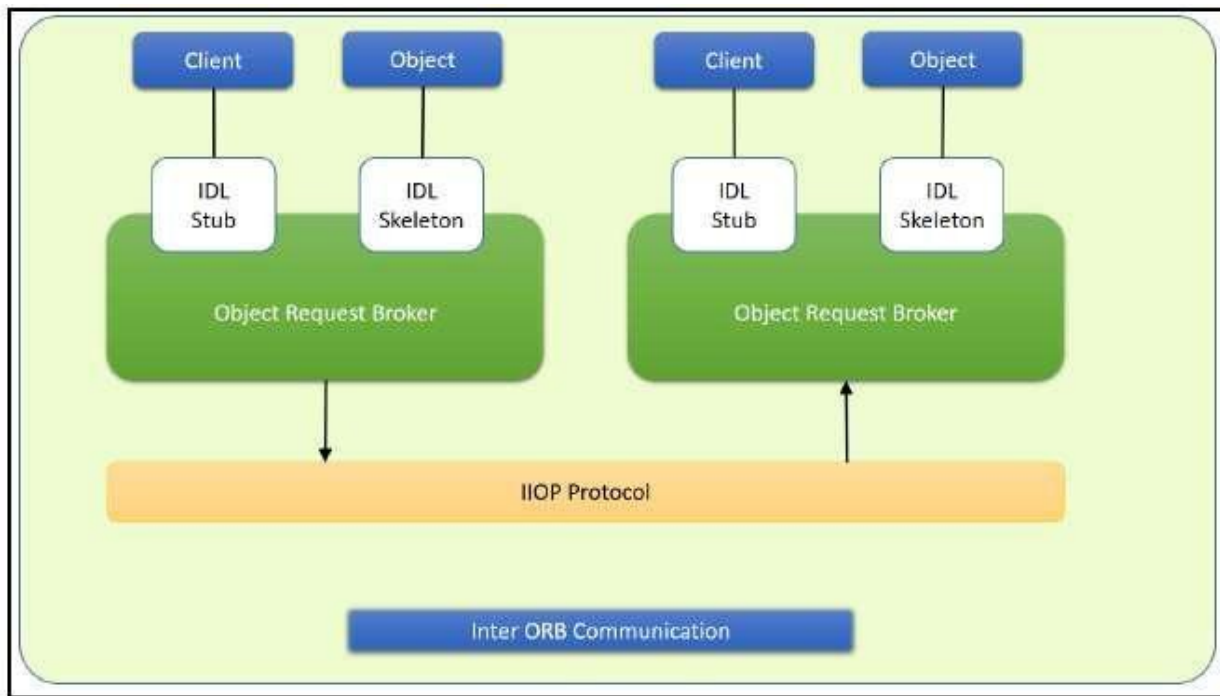 Client
Object
Client
Object
IDL
Stub
IDL
Skeleton
IDL
Stub
IDL
Skeleton
Object Request Broker
Object Request Broker
IIOP Protocol
Inter ORB Communication